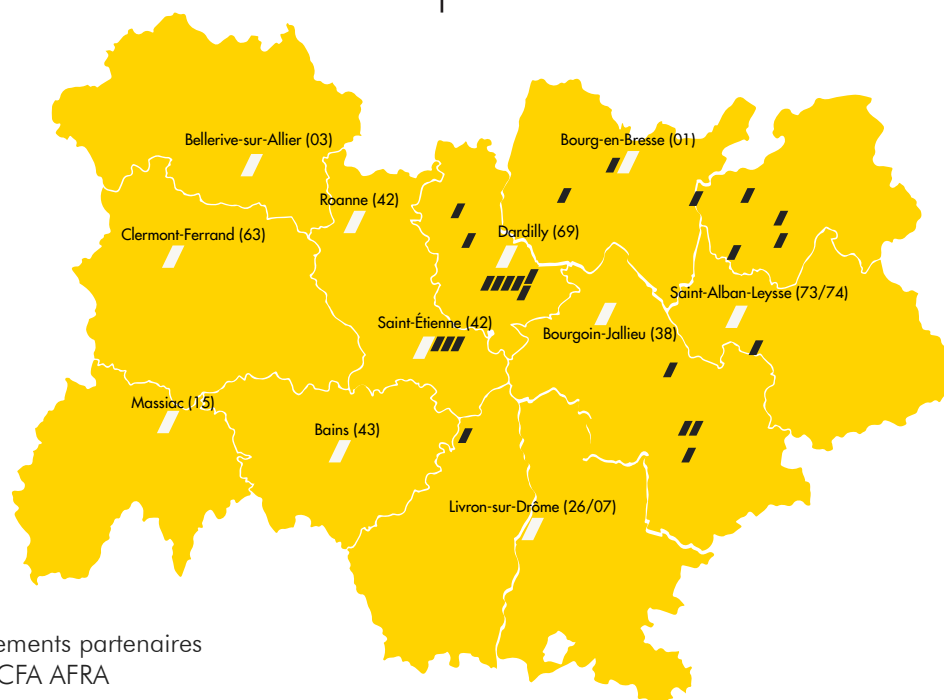 Bellerive-sur-Allier (03)
Bourg-en-Bresse (01)
Roanne (42)
Clermont-Ferrand (63)
Dardilly (69)
Saint-Alban-Leysse (73/74)
Saint-Étienne (42)
Bourgoin-Jallieu (38)
Massiac (15)
Bains (43)
Livron-sur-Drôme (26/07)
ements partenaires
CFA AFRA